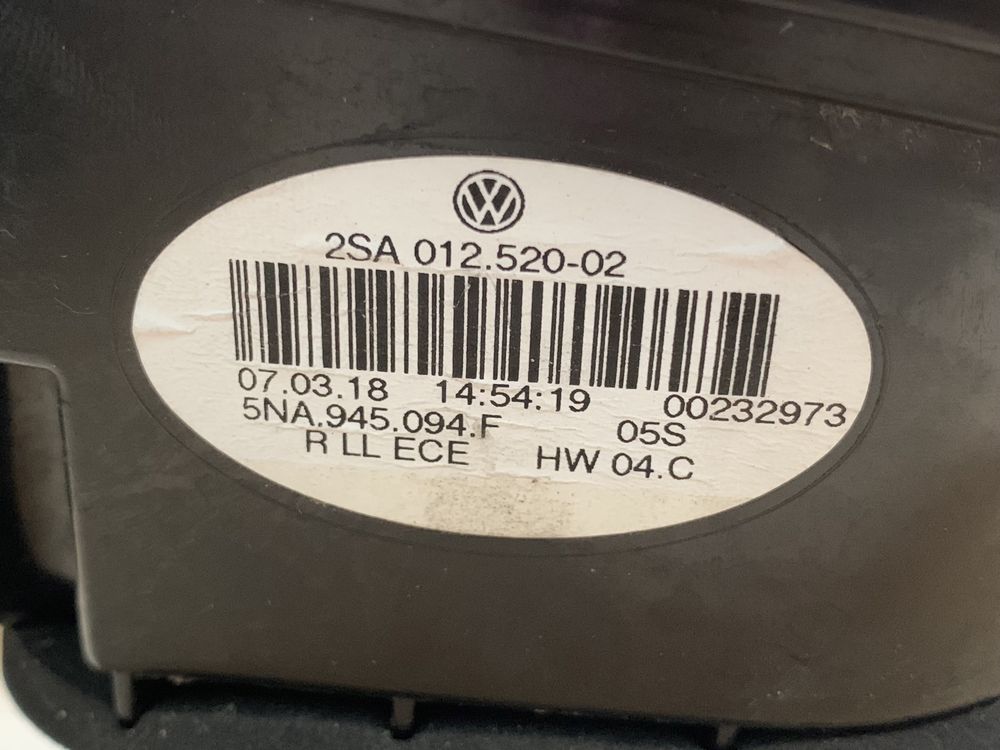 2SA 012.520-02
07.03.18 14:54:19 00232973
5NA.945.094.F 05S
R LL ECE HW 04.C